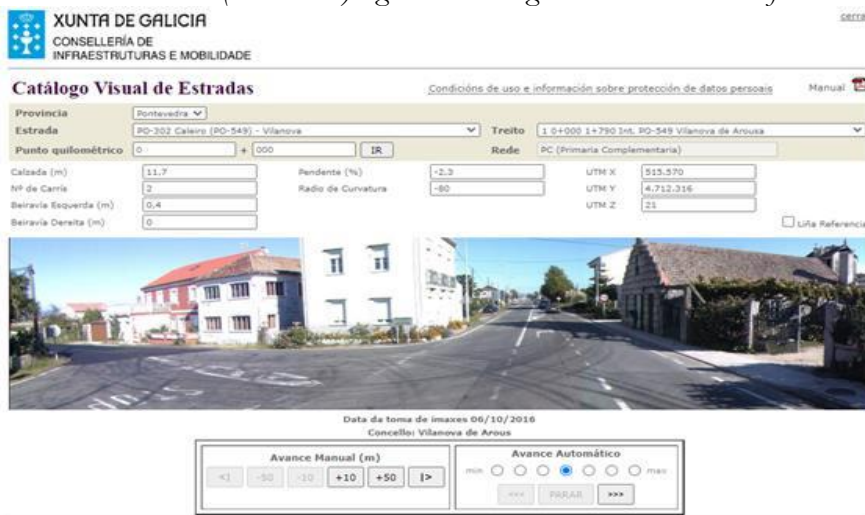 XUNTA DE GALICIA
CONSELLERÍA DE
INFRAESTRUTURAS E MOBILIDADE
cerra
Catálogo Visual de Estradas
Condicións de uso e información sobre protección de datos persoais
Manual
Provincia Pontevedra
Estrada PO-302 Caleiro (PO-549) - Vilanova Treito 1 0+000 1+790 Int. PO-549 Vilanova de Arousa
Punto quilométrico 0 + 000 IR Rede PC (Primaria Complementaria)
Calzada (m) 11.7 Pendente (%) -2.3 UTM X 515.570
Nº de Carrís 2 Radio de Curvatura -80 UTM Y 4.712.316
Beiravía Esquerda (m) 0.4 UTM Z 21
Beiravía Dereita (m) 0 Liña Referencia
Data da toma de imaxes 06/10/2016
Concello: Vilanova de Arous
Avance Manual (m) Avance Automático
<| -50 -10 +10 +50 |> min max
<<< PARAR >>>